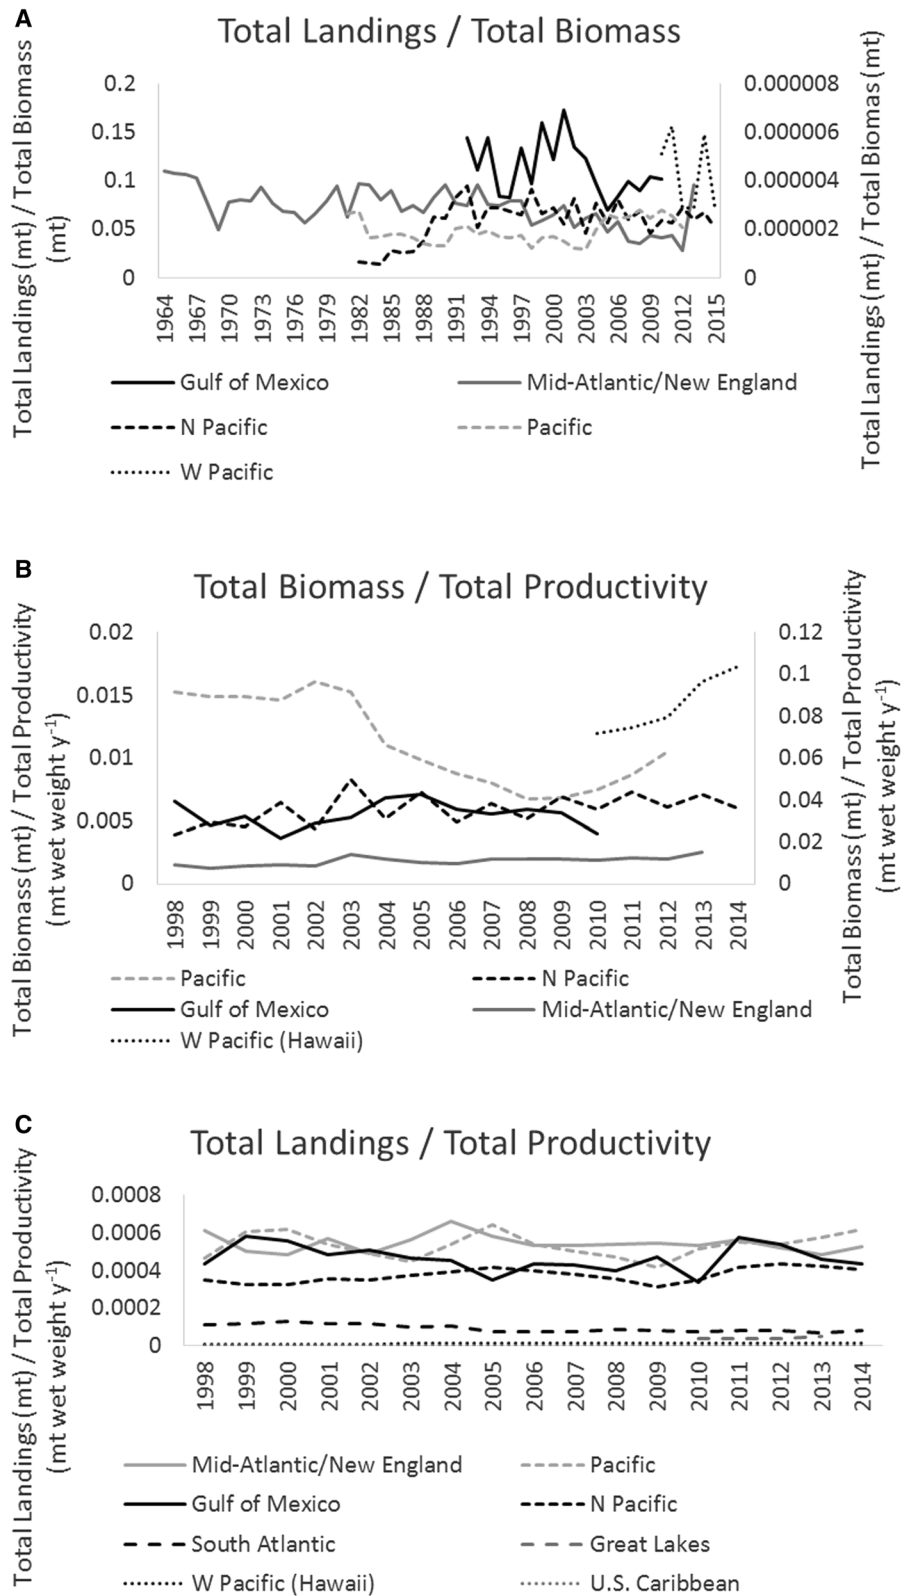 A
Total Landings / Total Biomass
Total Landings (mt) / Total Biomass
(mt)
0.2
0.15
0.1
0.05
0
0.000008
0.000006
0.000004
0.000002
0
Total Landings (mt) / Total Biomas (mt)
1964
1967
1970
1973
1976
1979
1982
1985
1988
1991
1994
1997
2000
2003
2006
2009
2012
2015
Gulf of Mexico
Mid-Atlantic/New England
N Pacific
Pacific
W Pacific
B
Total Biomass / Total Productivity
Total Biomass (mt) / Total Productivity
(mt wet weight y-1)
0.02
0.015
0.01
0.005
0
0.12
0.1
0.08
0.06
0.04
0.02
0
Total Biomass (mt) / Total Productivity
(mt wet weight y-1)
1998
1999
2000
2001
2002
2003
2004
2005
2006
2007
2008
2009
2010
2011
2012
2013
2014
Pacific
N Pacific
Gulf of Mexico
Mid-Atlantic/New England
W Pacific (Hawaii)
C
Total Landings / Total Productivity
Total Landings (mt) / Total Productivity
(mt wet weight y-1)
0.0008
0.0006
0.0004
0.0002
0
1998
1999
2000
2001
2002
2003
2004
2005
2006
2007
2008
2009
2010
2011
2012
2013
2014
Mid-Atlantic/New England
Pacific
Gulf of Mexico
N Pacific
South Atlantic
Great Lakes
W Pacific (Hawaii)
U.S. Caribbean